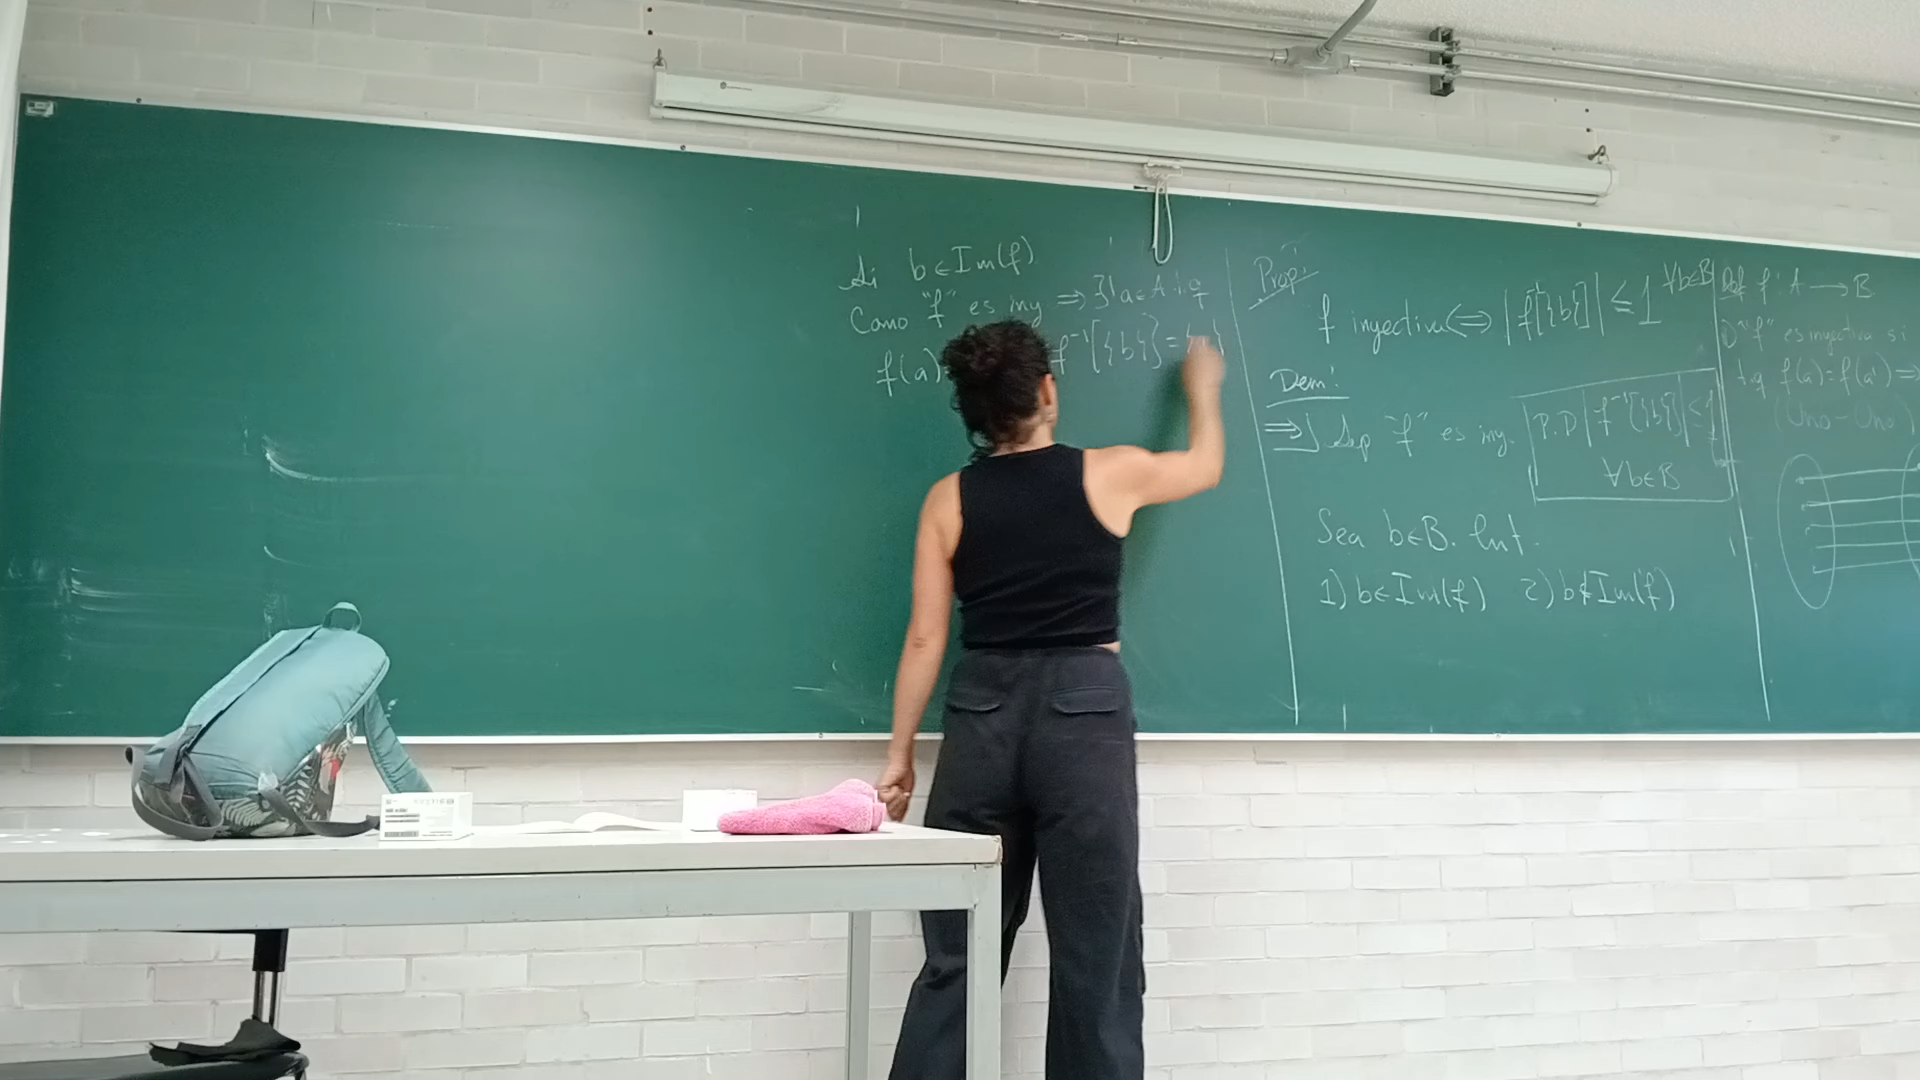 Si b∈Im(f)
Como "f" es iny ⇒ ∃! a∈A t.q
f(a)
f⁻¹[{b}]=
Prop:
f inyectiva ⇔ |f⁻¹[{b}]| ≤ 1 ∀b∈B
Dem:
⇒] Sup "f" es iny.
P.D |f⁻¹[{b}]| ≤ 1
∀b∈B
Sea b∈B. Ent.
1) b∈Im(f) 2) b∉Im(f)
Def f: A → B
"f" es inyectiva si
t.q f(a)=f(a') ⇒
(Uno-Uno)